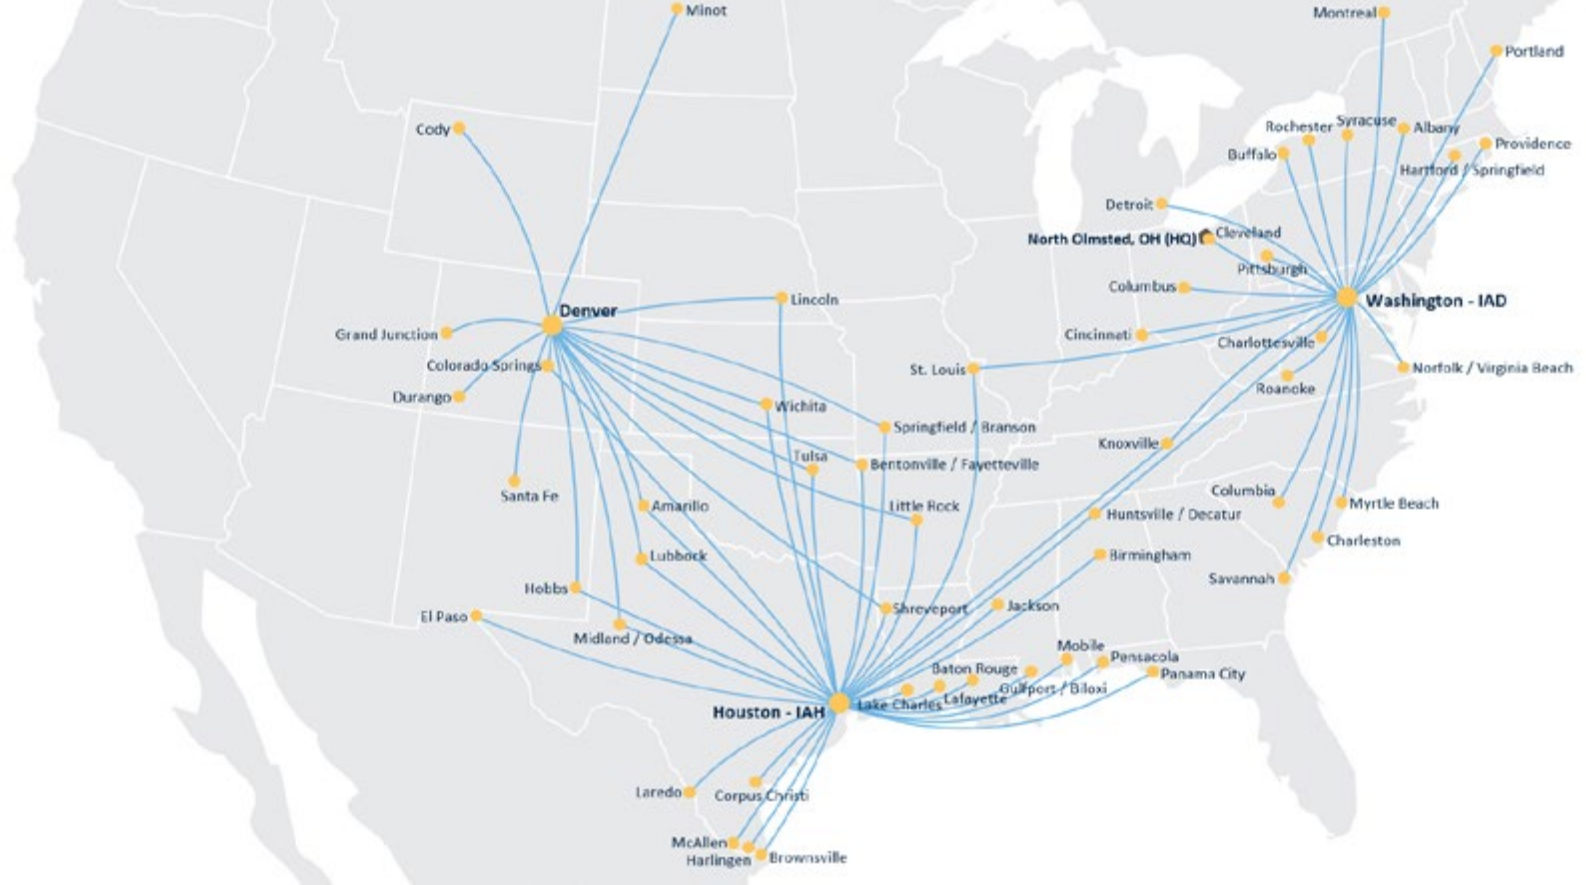 Minot
Montreal
Portland
Cody
Rochester
Syracuse
Albany
Providence
Buffalo
Hartford / Springfield
Detroit
Cleveland
North Olmsted, OH (HQ)
Pittsburgh
Columbus
Lincoln
Washington - IAD
Denver
Grand Junction
Cincinnati
Charlottesville
Colorado Springs
St. Louis
Norfolk / Virginia Beach
Roanoke
Durango
Wichita
Springfield / Branson
Knoxville
Tulsa
Bentonville / Fayetteville
Santa Fe
Columbia
Amarillo
Little Rock
Myrtle Beach
Huntsville / Decatur
Charleston
Lubbock
Birmingham
Savannah
Hobbs
Shreveport
Jackson
El Paso
Midland / Odessa
Mobile
Pensacola
Baton Rouge
Panama City
Gulfport / Biloxi
Lafayette
Lake Charles
Houston - IAH
Laredo
Corpus Christi
McAllen
Harlingen
Brownsville